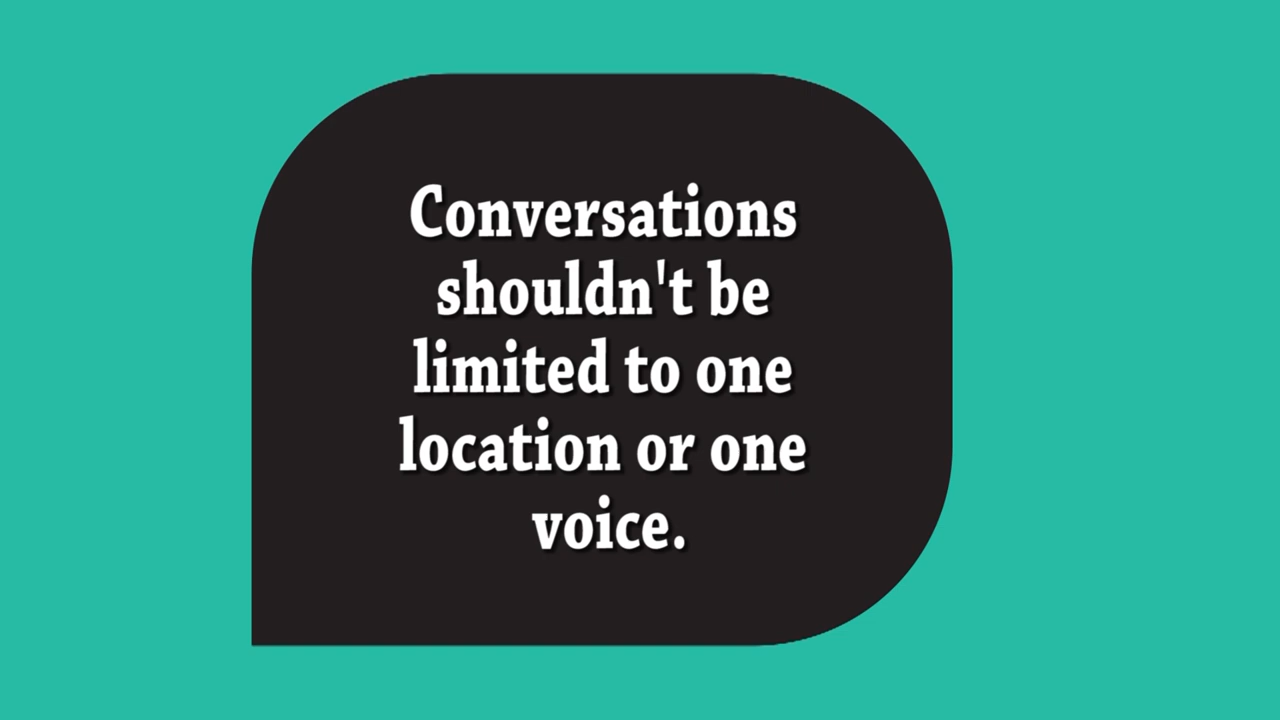 Conversations
shouldn't be
limited to one
location or one
voice.